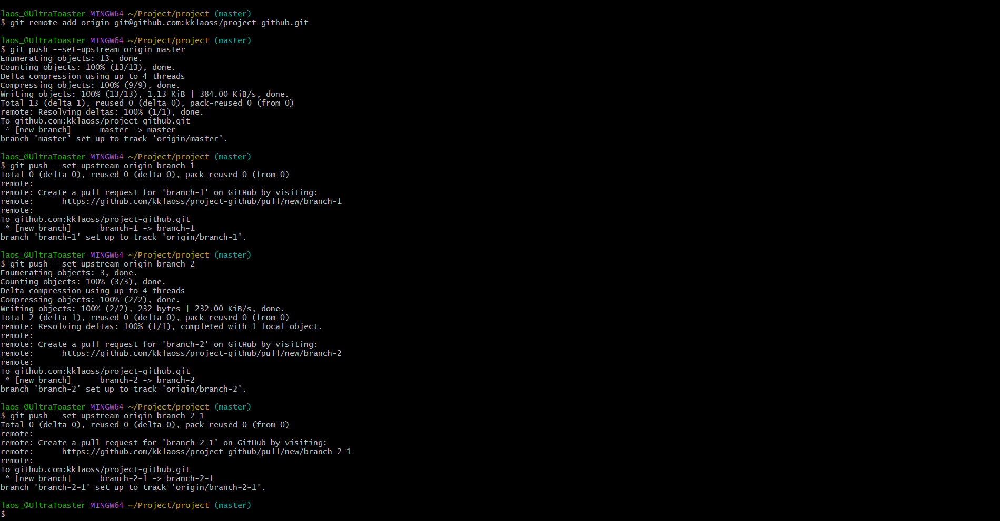 laos_@UltraToaster MINGW64 ~/Project/project (master)
$ git remote add origin git@github.com:kklaoss/project-github.git
laos_@UltraToaster MINGW64 ~/Project/project (master)
$ git push --set-upstream origin master
Enumerating objects: 13, done.
Counting objects: 100% (13/13), done.
Delta compression using up to 4 threads
Compressing objects: 100% (9/9), done.
Writing objects: 100% (13/13), 1.13 KiB | 384.00 KiB/s, done.
Total 13 (delta 1), reused 0 (delta 0), pack-reused 0 (from 0)
remote: Resolving deltas: 100% (1/1), done.
To github.com:kklaoss/project-github.git
 * [new branch]      master -> master
branch 'master' set up to track 'origin/master'.
laos_@UltraToaster MINGW64 ~/Project/project (master)
$ git push --set-upstream origin branch-1
Total 0 (delta 0), reused 0 (delta 0), pack-reused 0 (from 0)
remote:
remote: Create a pull request for 'branch-1' on GitHub by visiting:
remote:      https://github.com/kklaoss/project-github/pull/new/branch-1
remote:
To github.com:kklaoss/project-github.git
 * [new branch]      branch-1 -> branch-1
branch 'branch-1' set up to track 'origin/branch-1'.
laos_@UltraToaster MINGW64 ~/Project/project (master)
$ git push --set-upstream origin branch-2
Enumerating objects: 3, done.
Counting objects: 100% (3/3), done.
Delta compression using up to 4 threads
Compressing objects: 100% (2/2), done.
Writing objects: 100% (2/2), 232 bytes | 232.00 KiB/s, done.
Total 2 (delta 1), reused 0 (delta 0), pack-reused 0 (from 0)
remote: Resolving deltas: 100% (1/1), completed with 1 local object.
remote:
remote: Create a pull request for 'branch-2' on GitHub by visiting:
remote:      https://github.com/kklaoss/project-github/pull/new/branch-2
remote:
To github.com:kklaoss/project-github.git
 * [new branch]      branch-2 -> branch-2
branch 'branch-2' set up to track 'origin/branch-2'.
laos_@UltraToaster MINGW64 ~/Project/project (master)
$ git push --set-upstream origin branch-2-1
Total 0 (delta 0), reused 0 (delta 0), pack-reused 0 (from 0)
remote:
remote: Create a pull request for 'branch-2-1' on GitHub by visiting:
remote:      https://github.com/kklaoss/project-github/pull/new/branch-2-1
remote:
To github.com:kklaoss/project-github.git
 * [new branch]      branch-2-1 -> branch-2-1
branch 'branch-2-1' set up to track 'origin/branch-2-1'.
laos_@UltraToaster MINGW64 ~/Project/project (master)
$